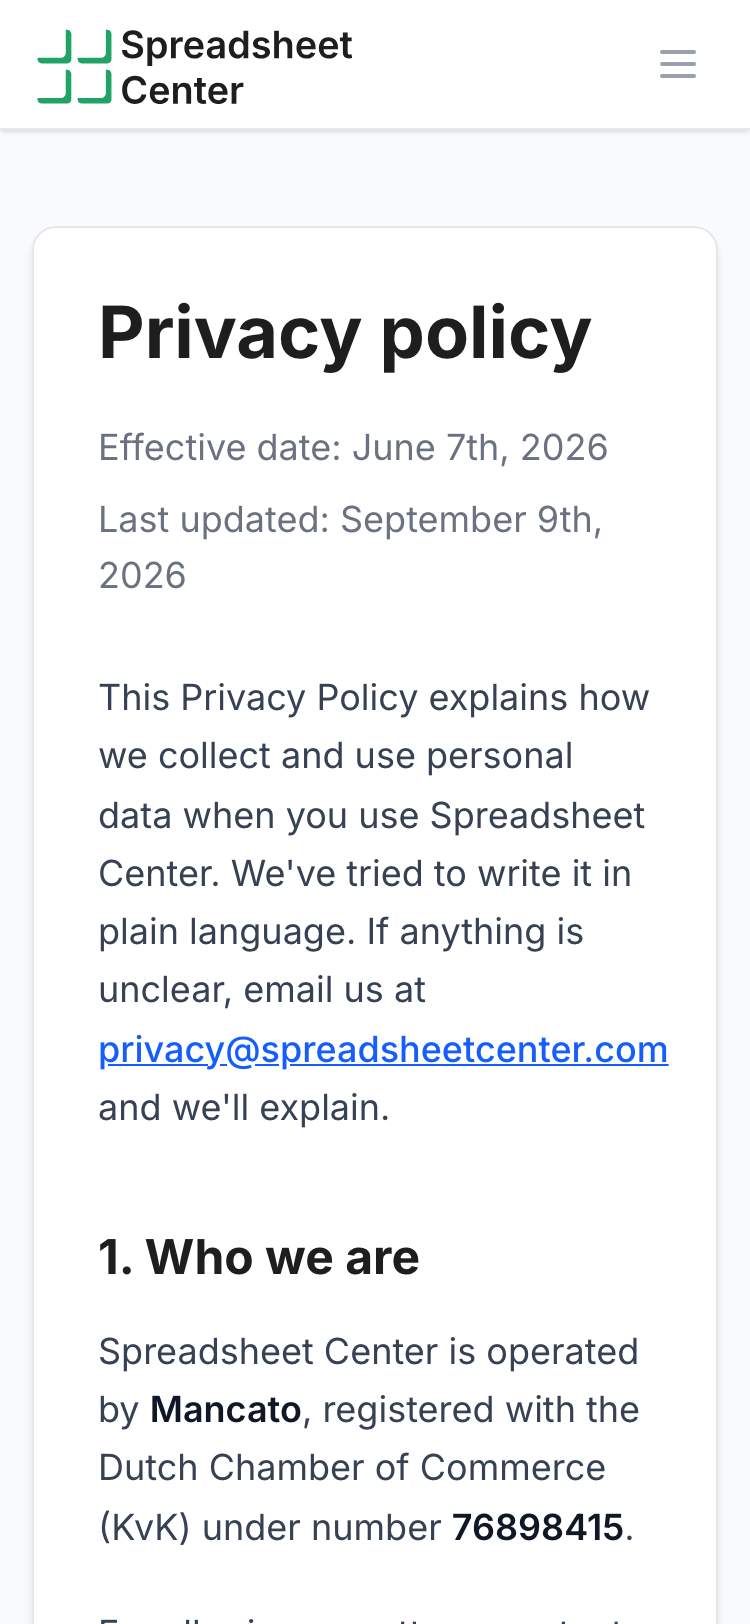 Spreadsheet
Center
Privacy policy
Effective date: June 7th, 2026
Last updated: September 9th,
2026
This Privacy Policy explains how
we collect and use personal
data when you use Spreadsheet
Center. We've tried to write it in
plain language. If anything is
unclear, email us at
privacy@spreadsheetcenter.com
and we'll explain.
1. Who we are
Spreadsheet Center is operated
by Mancato, registered with the
Dutch Chamber of Commerce
(KvK) under number 76898415.